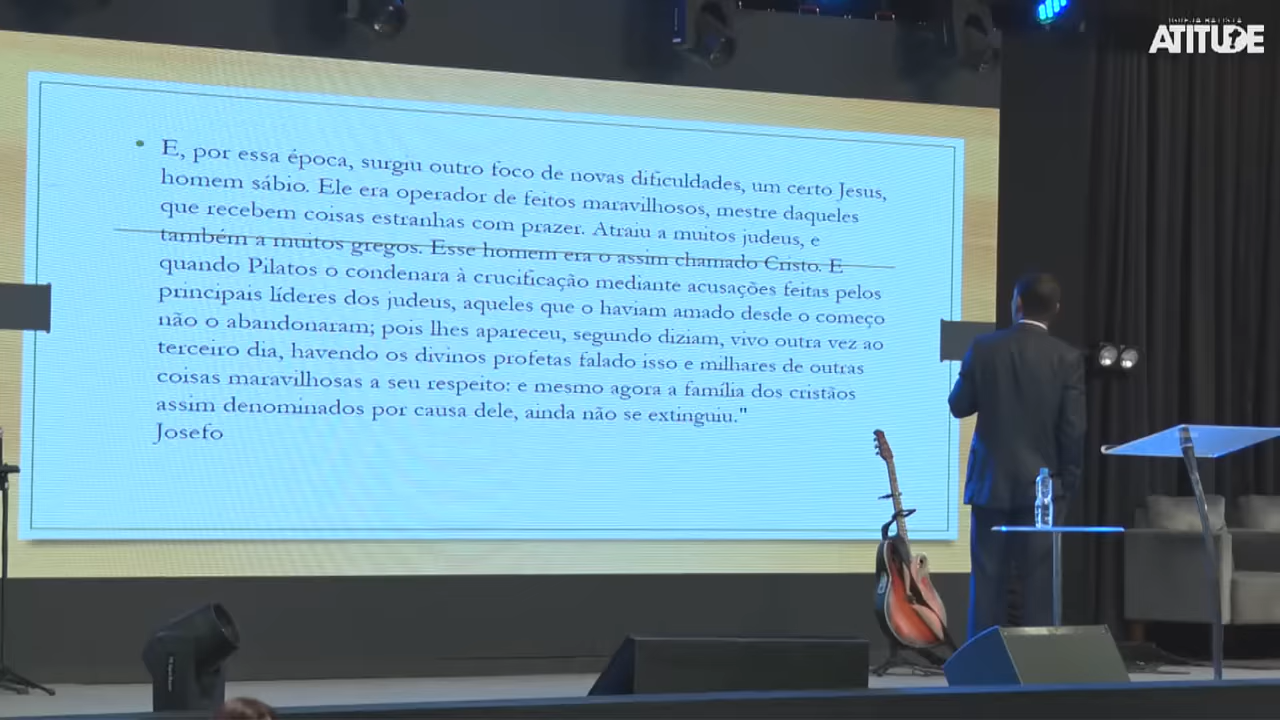 IGREJA BATISTA
ATITUDE
• E, por essa época, surgiu outro foco de novas dificuldades, um certo Jesus,
homem sábio. Ele era operador de feitos maravilhosos, mestre daqueles
que recebem coisas estranhas com prazer. Atraiu a muitos judeus, e
também a muitos gregos. Esse homem era o assim chamado Cristo. E
quando Pilatos o condenara à crucificação mediante acusações feitas pelos
principais líderes dos judeus, aqueles que o haviam amado desde o começo
não o abandonaram; pois lhes apareceu, segundo diziam, vivo outra vez ao
terceiro dia, havendo os divinos profetas falado isso e milhares de outras
coisas maravilhosas a seu respeito: e mesmo agora a família dos cristãos
assim denominados por causa dele, ainda não se extinguiu."
Josefo